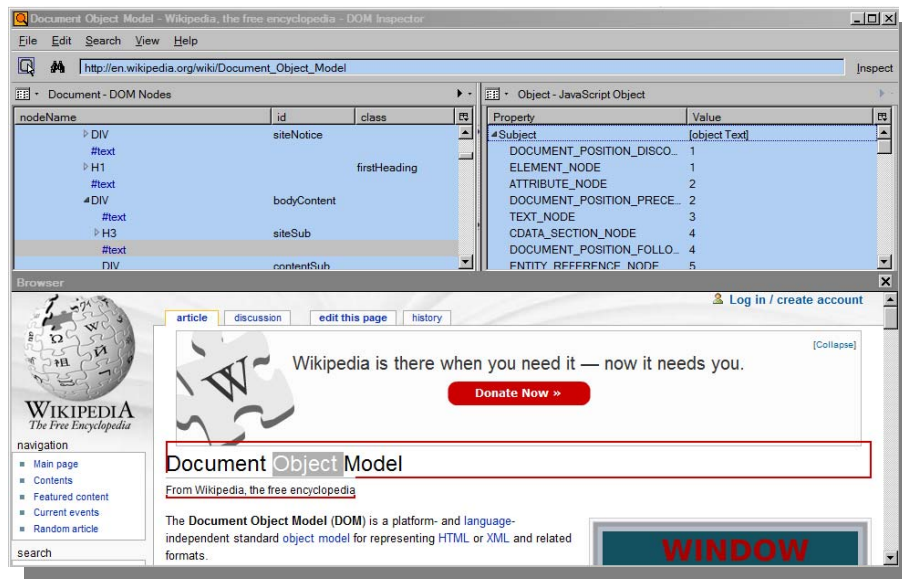 Document Object Model - Wikipedia, the free encyclopedia - DOM Inspector
File Edit Search View Help
http://en.wikipedia.org/wiki/Document_Object_Model Inspect
Document - DOM Nodes
nodeName id class
DIV siteNotice
#text
H1 firstHeading
#text
DIV bodyContent
#text
H3 siteSub
#text
DIV contentSub
Object - JavaScript Object
Property Value
Subject [object Text]
DOCUMENT_POSITION_DISCO... 1
ELEMENT_NODE 1
ATTRIBUTE_NODE 2
DOCUMENT_POSITION_PRECE... 2
TEXT_NODE 3
CDATA_SECTION_NODE 4
DOCUMENT_POSITION_FOLLO... 4
ENTITY_REFERENCE_NODE 5
Browser
Log in / create account
article discussion edit this page history
[Collapse]
Wikipedia is there when you need it — now it needs you.
Donate Now »
WIKIPEDIA
The Free Encyclopedia
navigation
Main page
Contents
Featured content
Current events
Random article
search
Document Object Model
From Wikipedia, the free encyclopedia
The Document Object Model (DOM) is a platform- and language-
independent standard object model for representing HTML or XML and related
formats.
WINDOW